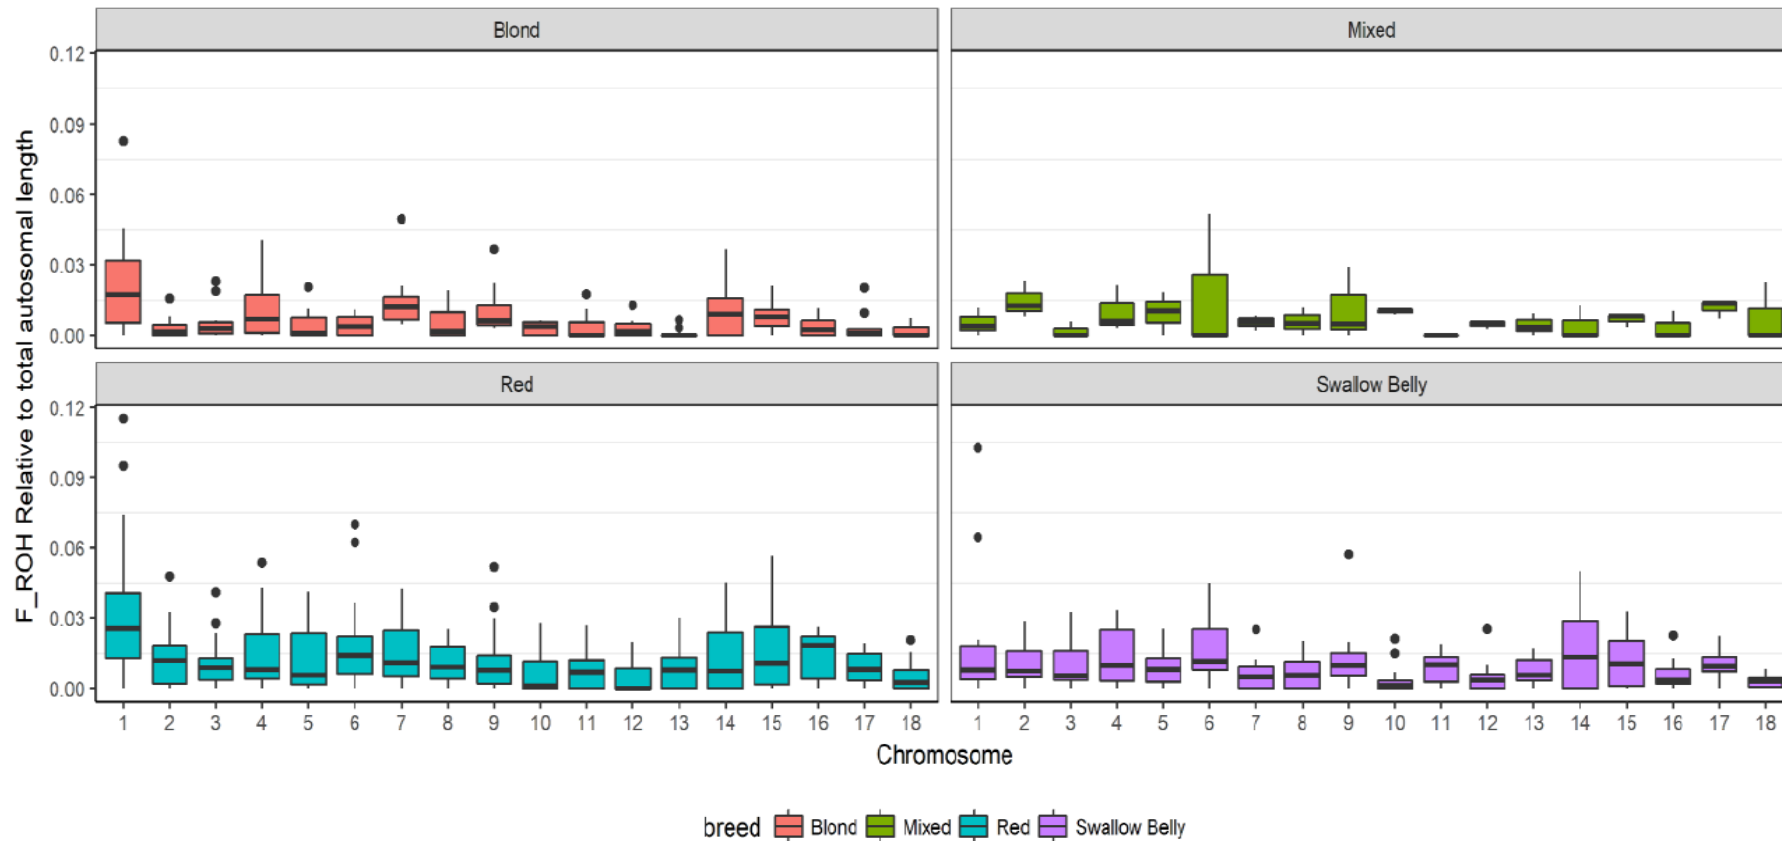 Blond
Mixed
0.12
0.09
0.06
0.03
0.00
Red
Swallow Belly
0.12
0.09
0.06
0.03
0.00
F_ROH Relative to total autosomal length
1 2 3 4 5 6 7 8 9 10 11 12 13 14 15 16 17 18
1 2 3 4 5 6 7 8 9 10 11 12 13 14 15 16 17 18
Chromosome
breed Blond Mixed Red Swallow Belly